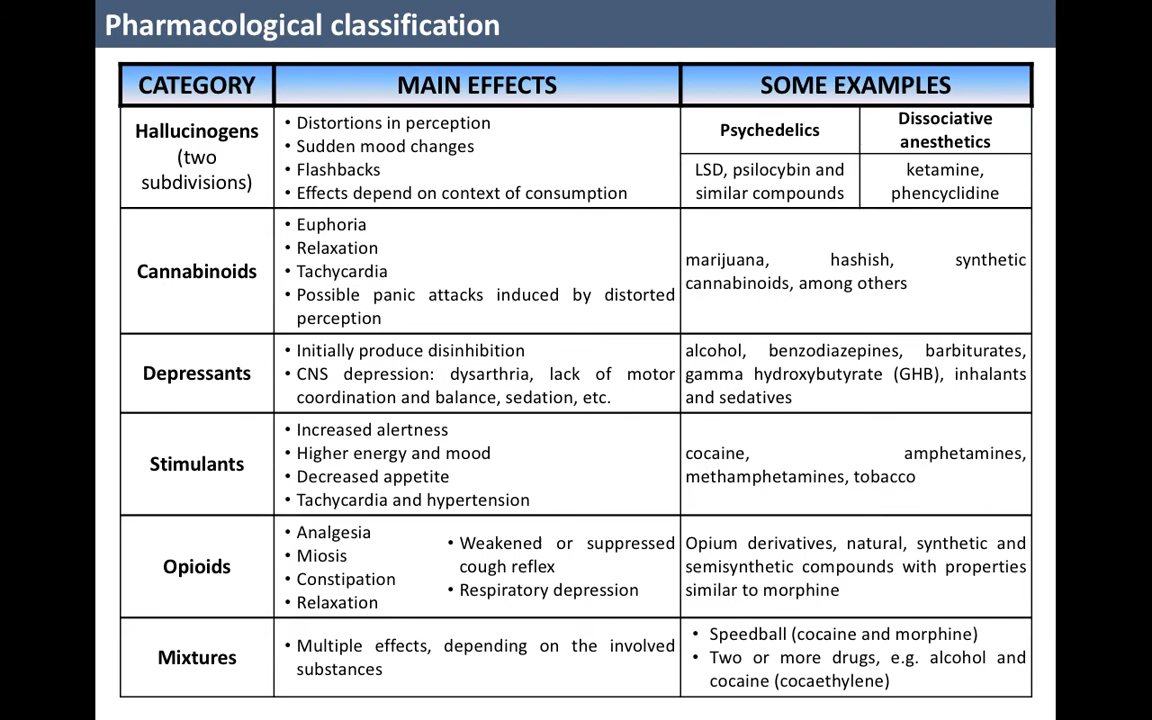 Pharmacological classification
CATEGORY
MAIN EFFECTS
SOME EXAMPLES
Hallucinogens
(two
subdivisions)
• Distortions in perception
• Sudden mood changes
• Flashbacks
• Effects depend on context of consumption
Psychedelics
Dissociative
anesthetics
LSD, psilocybin and
similar compounds
ketamine,
phencyclidine
Cannabinoids
• Euphoria
• Relaxation
• Tachycardia
• Possible panic attacks induced by distorted
perception
marijuana, hashish, synthetic
cannabinoids, among others
Depressants
• Initially produce disinhibition
• CNS depression: dysarthria, lack of motor
coordination and balance, sedation, etc.
alcohol, benzodiazepines, barbiturates,
gamma hydroxybutyrate (GHB), inhalants
and sedatives
Stimulants
• Increased alertness
• Higher energy and mood
• Decreased appetite
• Tachycardia and hypertension
cocaine, amphetamines,
methamphetamines, tobacco
Opioids
• Analgesia
• Miosis
• Constipation
• Relaxation
• Weakened or suppressed
cough reflex
• Respiratory depression
Opium derivatives, natural, synthetic and
semisynthetic compounds with properties
similar to morphine
Mixtures
• Multiple effects, depending on the involved
substances
• Speedball (cocaine and morphine)
• Two or more drugs, e.g. alcohol and
cocaine (cocaethylene)